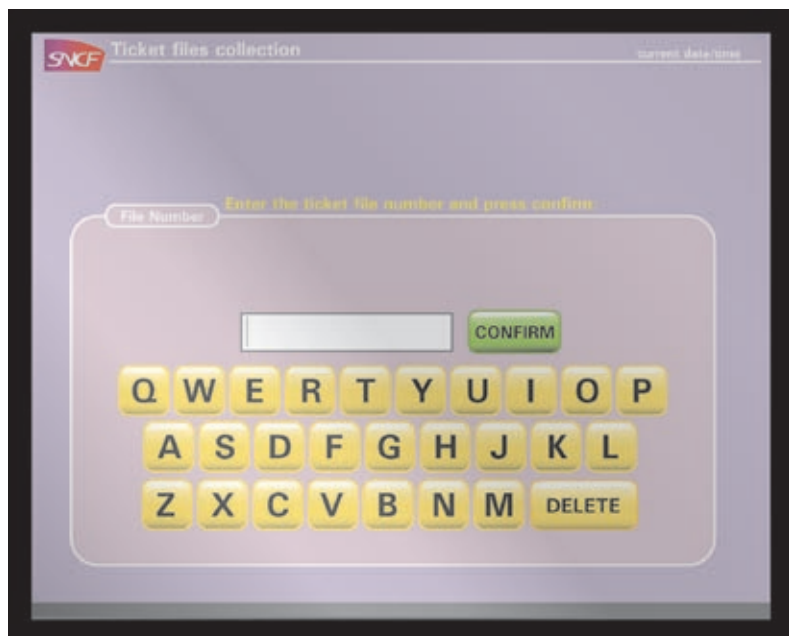 SNCF
Ticket files collection
current date/time
Enter the ticket file number and press confirm
File Number
CONFIRM
Q W E R T Y U I O P
A S D F G H J K L
Z X C V B N M DELETE